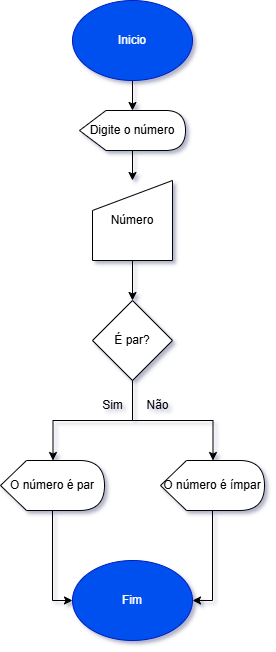 Inicio
Digite o número
Número
É par?
Sim
Não
O número é par
O número é ímpar
Fim